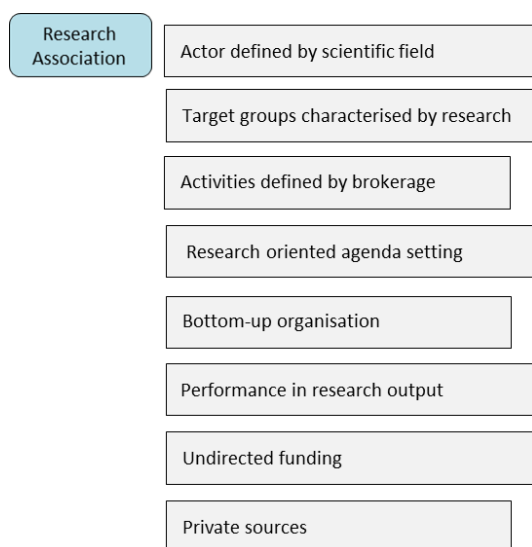 Research
Association
Actor defined by scientific field
Target groups characterised by research
Activities defined by brokerage
Research oriented agenda setting
Bottom-up organisation
Performance in research output
Undirected funding
Private sources